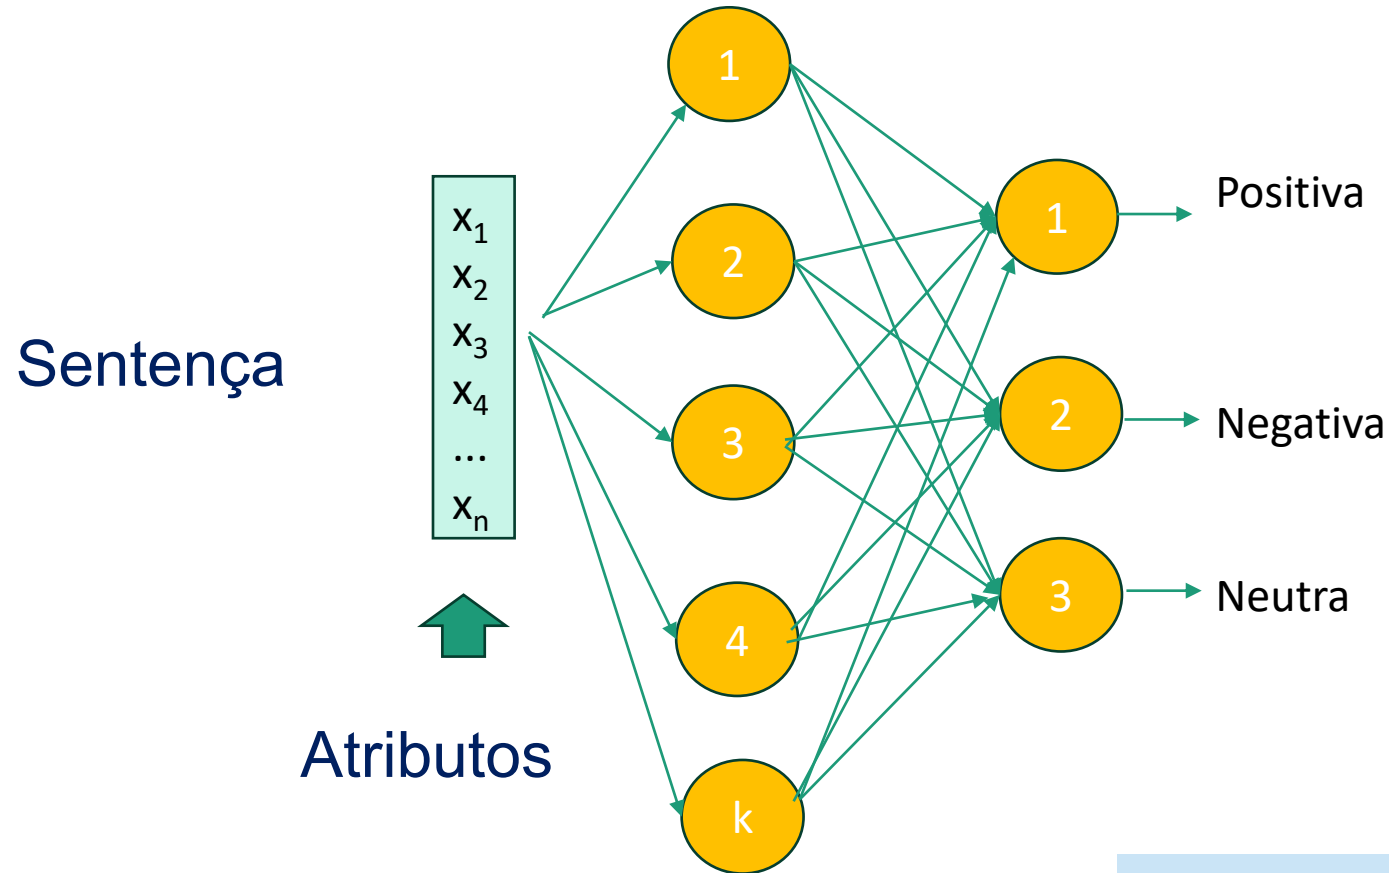 Sentença
x₁
x₂
x₃
x₄
...
xₙ
Atributos
1
2
3
4
k
1
2
3
Positiva
Negativa
Neutra